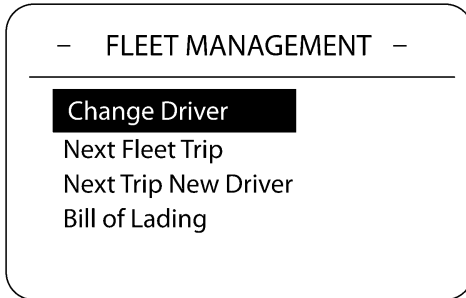 – FLEET MANAGEMENT –
Change Driver
Next Fleet Trip
Next Trip New Driver
Bill of Lading